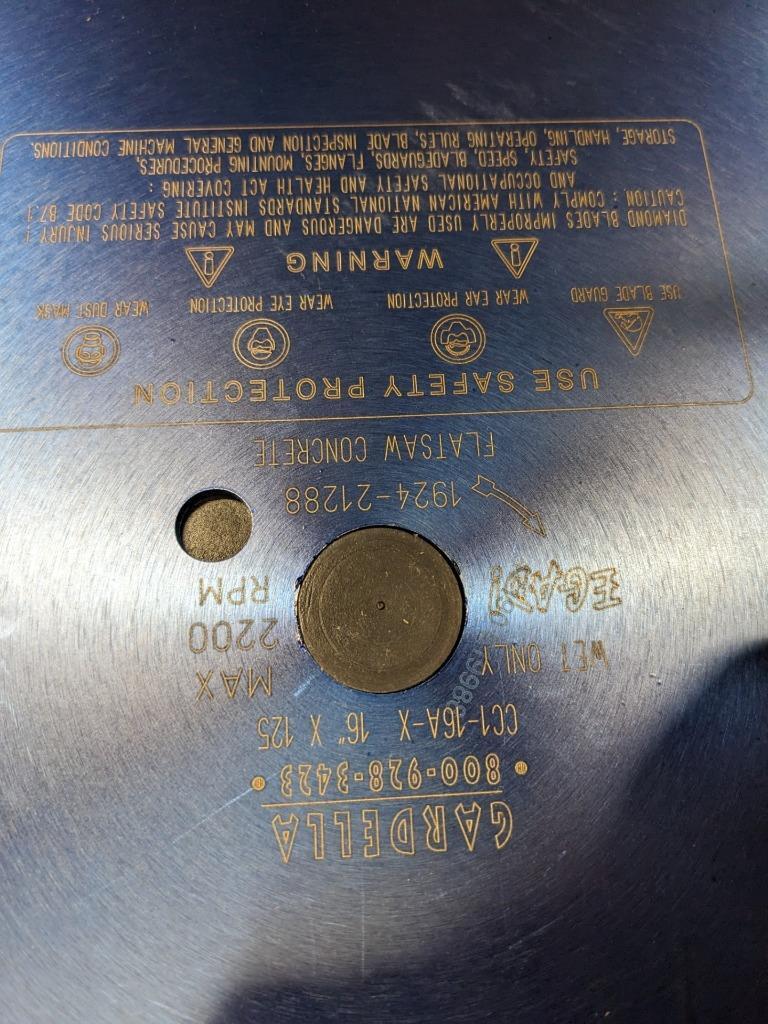 GARDELLA
800-928-3423
CC1-16A-X 16" X 125
WET ONLY
MAX
2200
RPM
EGAD!
1924-21288
FLATSAW CONCRETE
USE SAFETY PROTECTION
USE BLADE GUARD WEAR EAR PROTECTION WEAR EYE PROTECTION WEAR DUST MASK
WARNING
DIAMOND BLADES IMPROPERLY USED ARE DANGEROUS AND MAY CAUSE SERIOUS INJURY !
CAUTION : COMPLY WITH AMERICAN NATIONAL STANDARDS INSTITUTE SAFETY CODE B7.1
AND OCCUPATIONAL SAFETY AND HEALTH ACT COVERING :
SAFETY, SPEED, BLADEGUARDS, FLANGES, MOUNTING PROCEDURES,
STORAGE, HANDLING, OPERATING RULES, BLADE INSPECTION AND GENERAL MACHINE CONDITIONS.